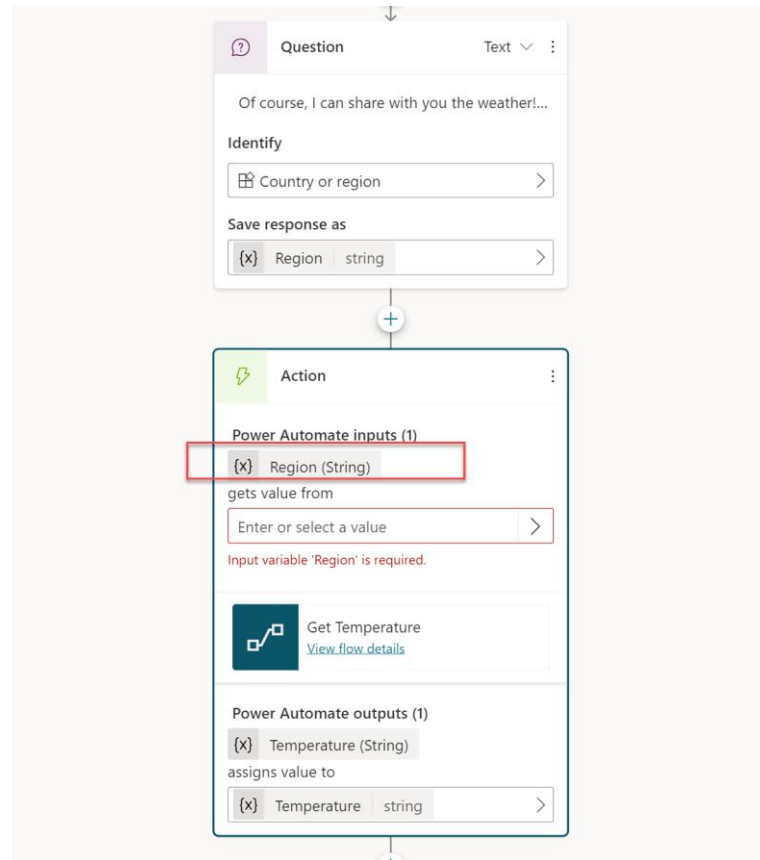 Question Text
Of course, I can share with you the weather!...
Identify
Country or region
Save response as
{x} Region string
Action
Power Automate inputs (1)
{x} Region (String)
gets value from
Enter or select a value
Input variable 'Region' is required.
Get Temperature
View flow details
Power Automate outputs (1)
{x} Temperature (String)
assigns value to
{x} Temperature string